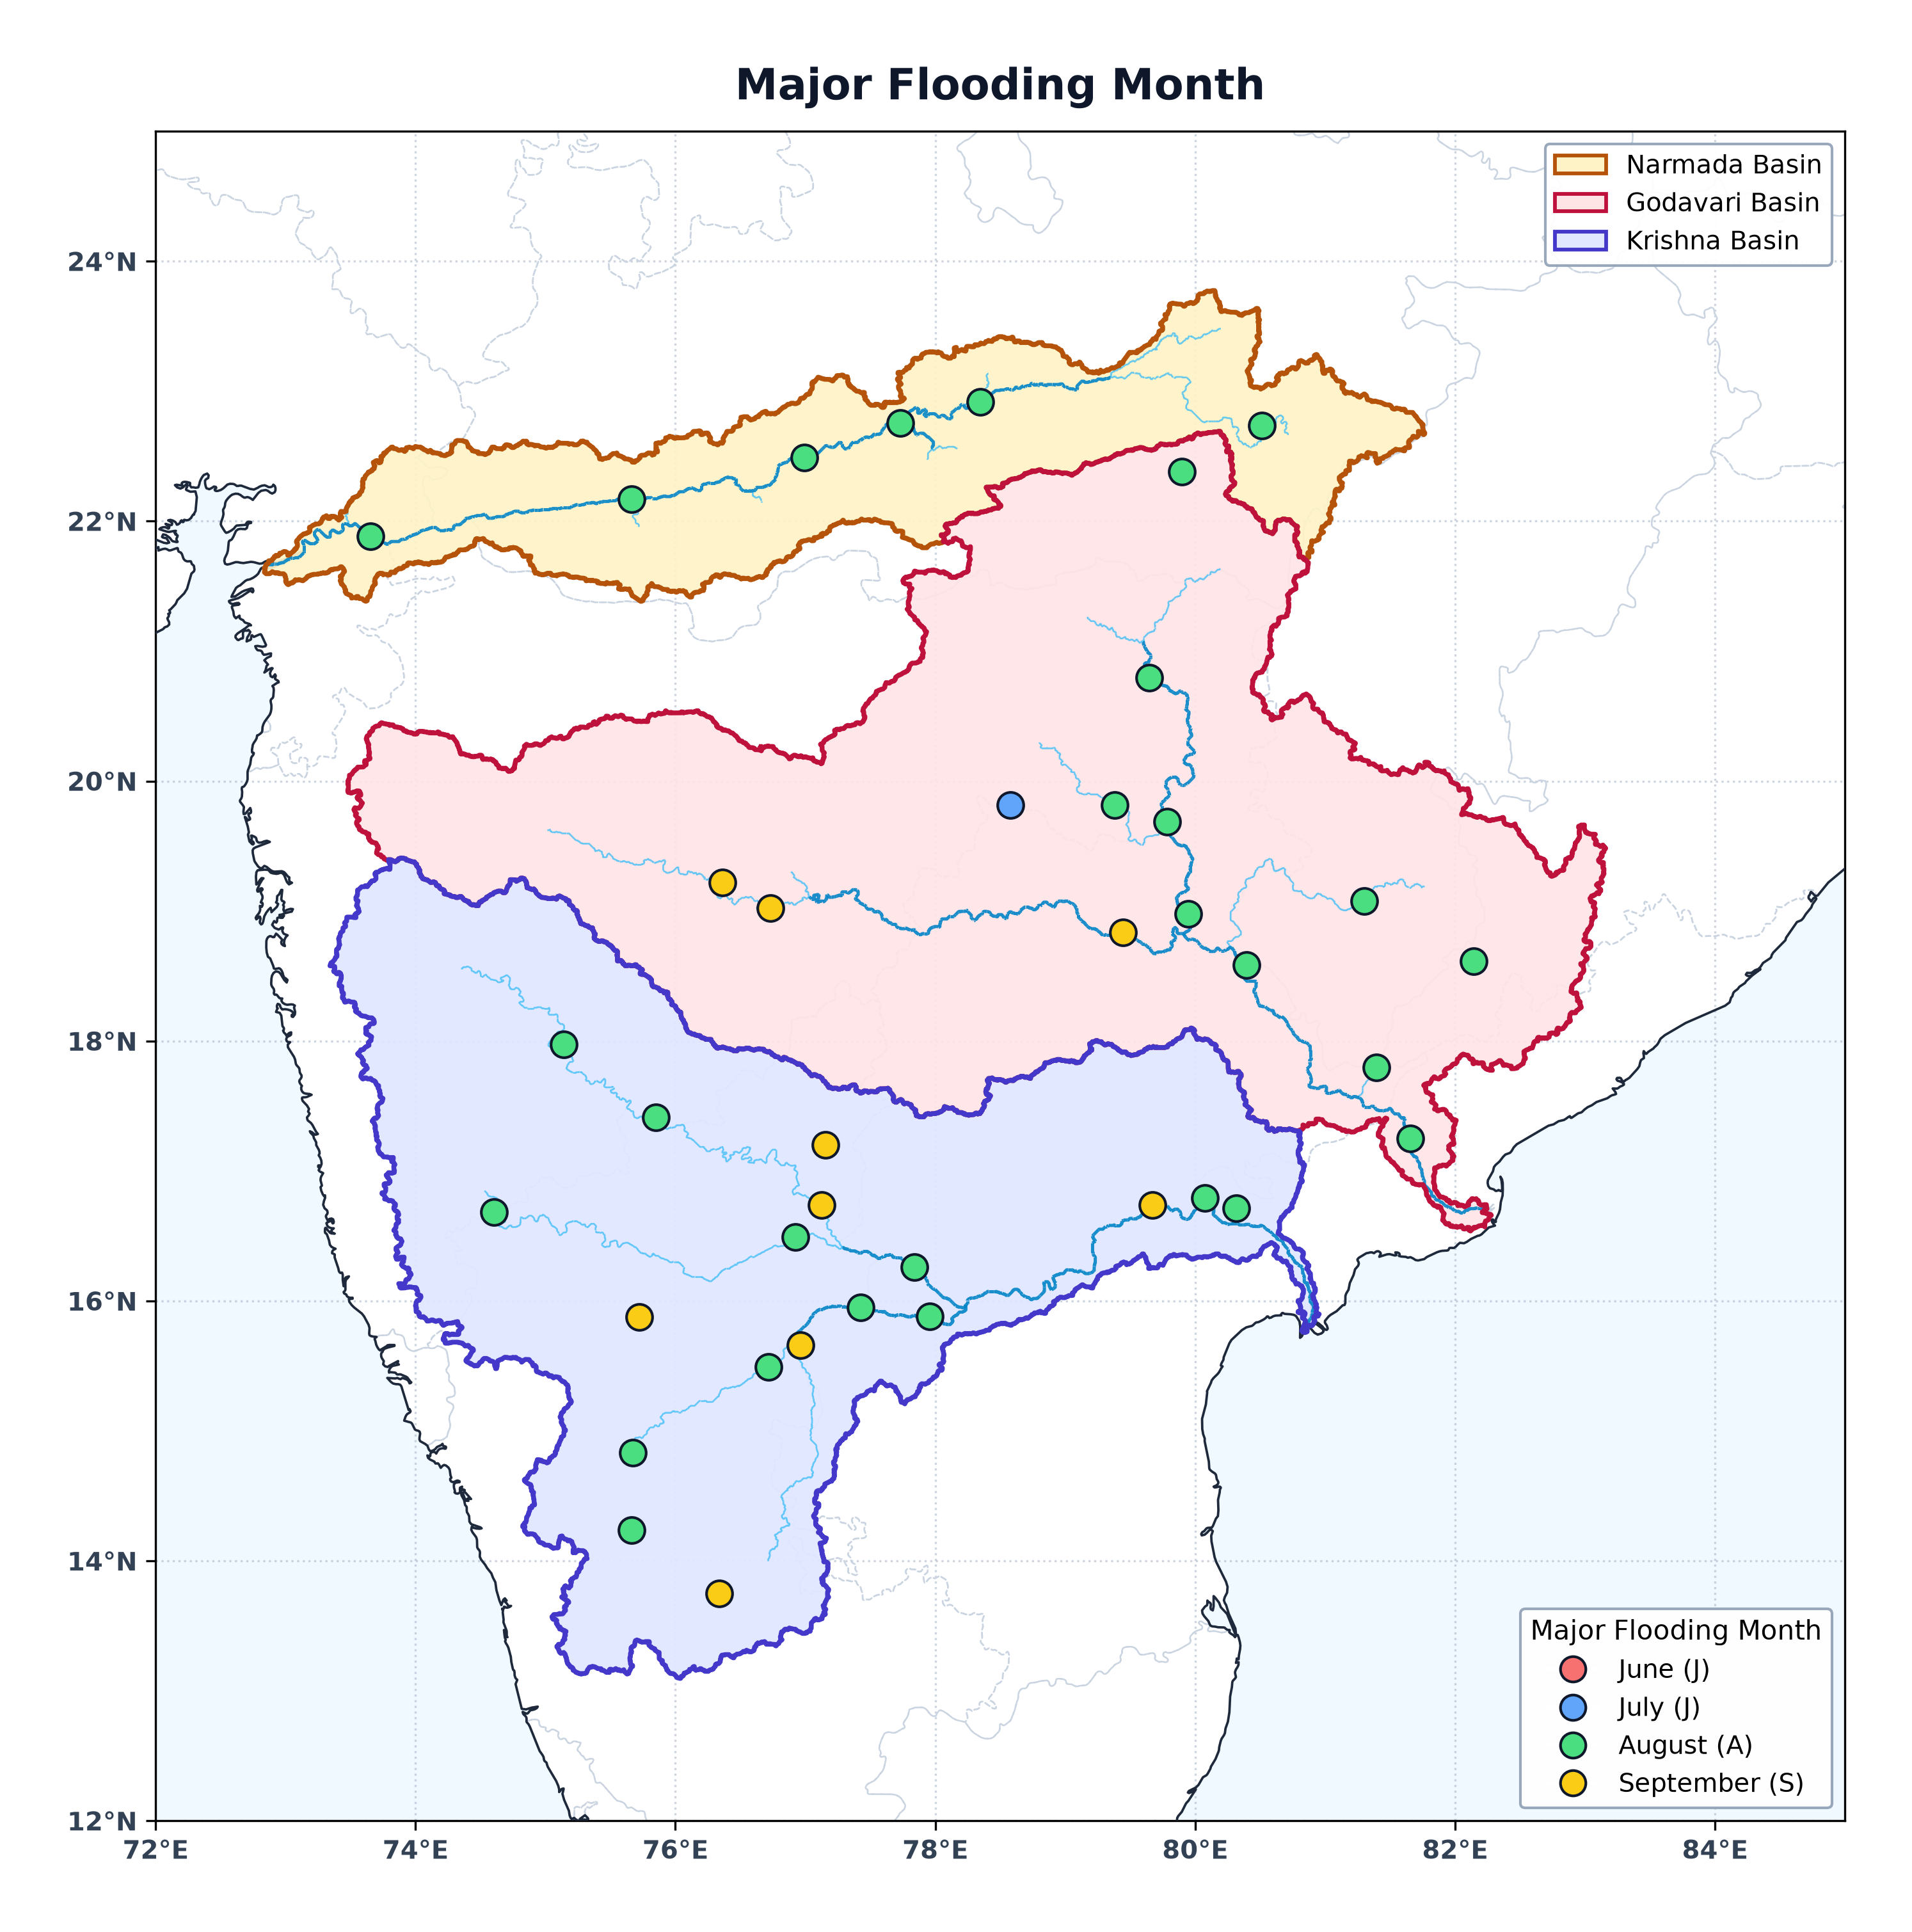 Major Flooding Month
Narmada Basin
Godavari Basin
Krishna Basin
24°N
22°N
20°N
18°N
16°N
14°N
12°N
Major Flooding Month
June (J)
July (J)
August (A)
September (S)
72°E 74°E 76°E 78°E 80°E 82°E 84°E